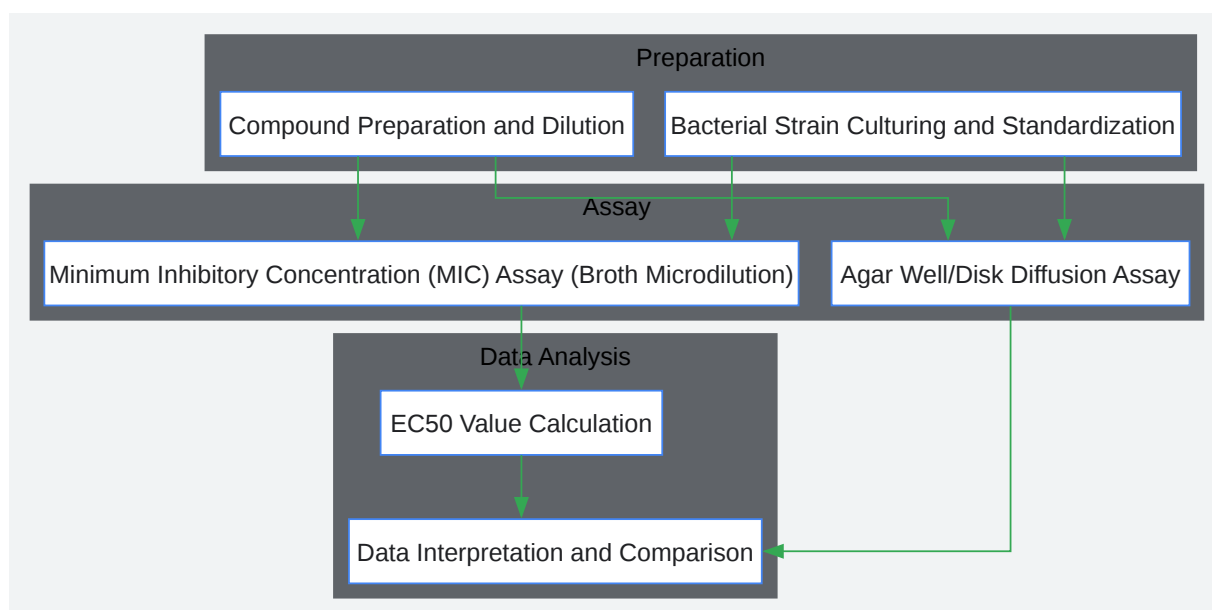 Preparation
Compound Preparation and Dilution
Bacterial Strain Culturing and Standardization
Assay
Minimum Inhibitory Concentration (MIC) Assay (Broth Microdilution)
Agar Well/Disk Diffusion Assay
Data Analysis
EC50 Value Calculation
Data Interpretation and Comparison